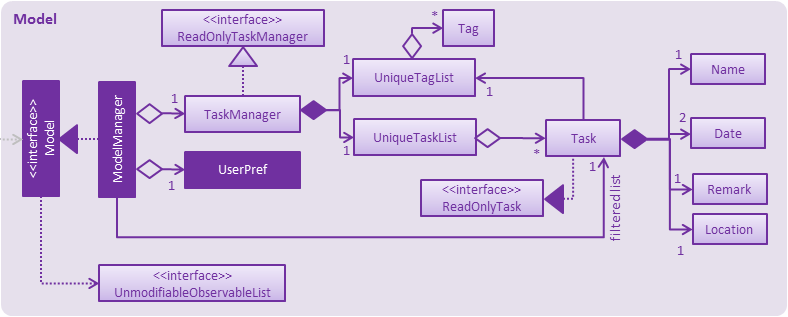 Model
<<interface>>
ReadOnlyTaskManager
*
Tag
1
UniqueTagList
1
Name
<<interface>>
Model
ModelManager
1
TaskManager
1
2
Date
1
UniqueTaskList
*
Task
1
UserPref
1
<<interface>>
ReadOnlyTask
1
filtered list
1
Remark
Location
1
<<interface>>
UnmodifiableObservableList